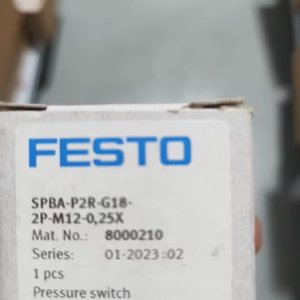 FESTO
SPBA-P2R-G18-
2P-M12-0,25X
Mat. No.: 8000210
Series: 01-2023:02
1 pcs
Pressure switch